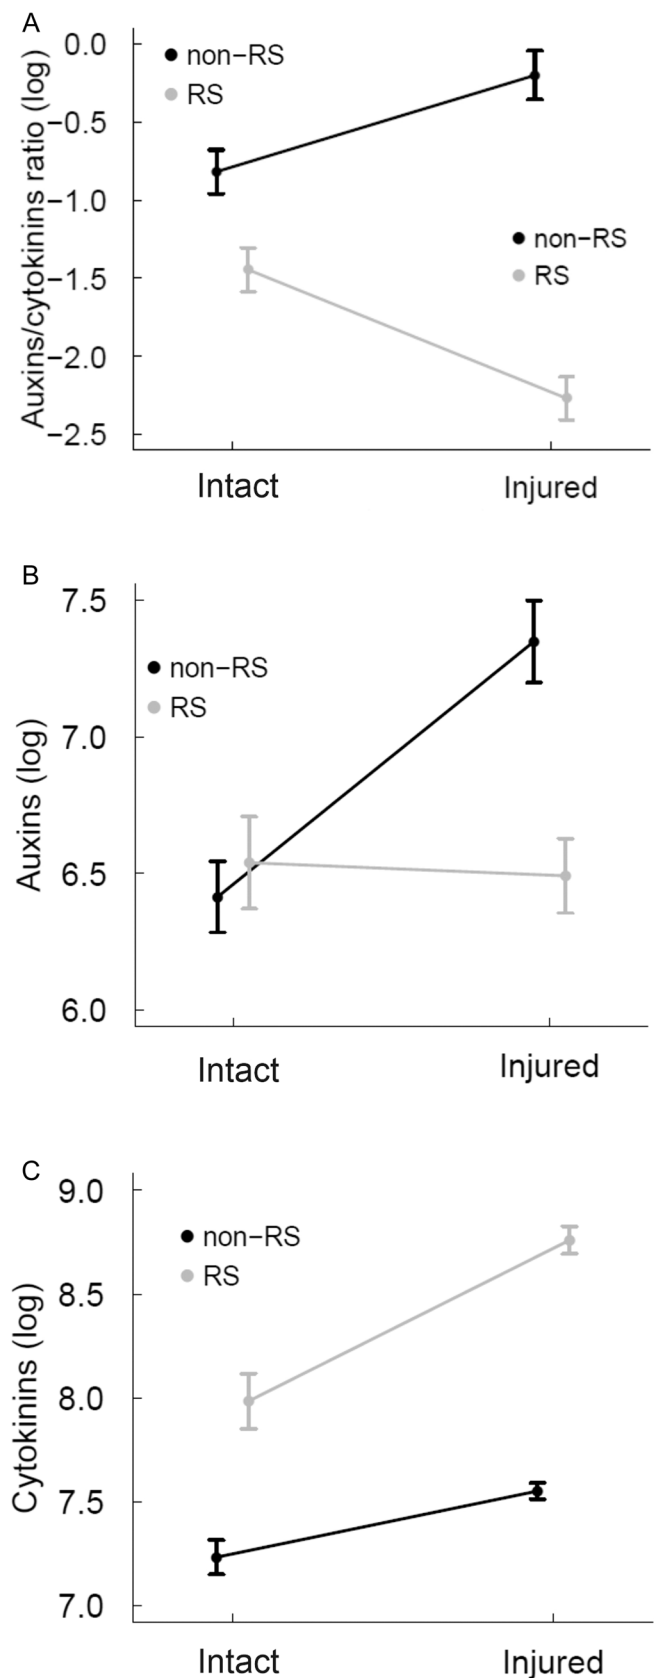 A
0.0
−0.5
−1.0
−1.5
−2.0
−2.5
Auxins/cytokinins ratio (log)
non−RS
RS
non−RS
RS
Intact Injured
B
7.5
7.0
6.5
6.0
Auxins (log)
non−RS
RS
Intact Injured
C
9.0
8.5
8.0
7.5
7.0
Cytokinins (log)
non−RS
RS
Intact Injured